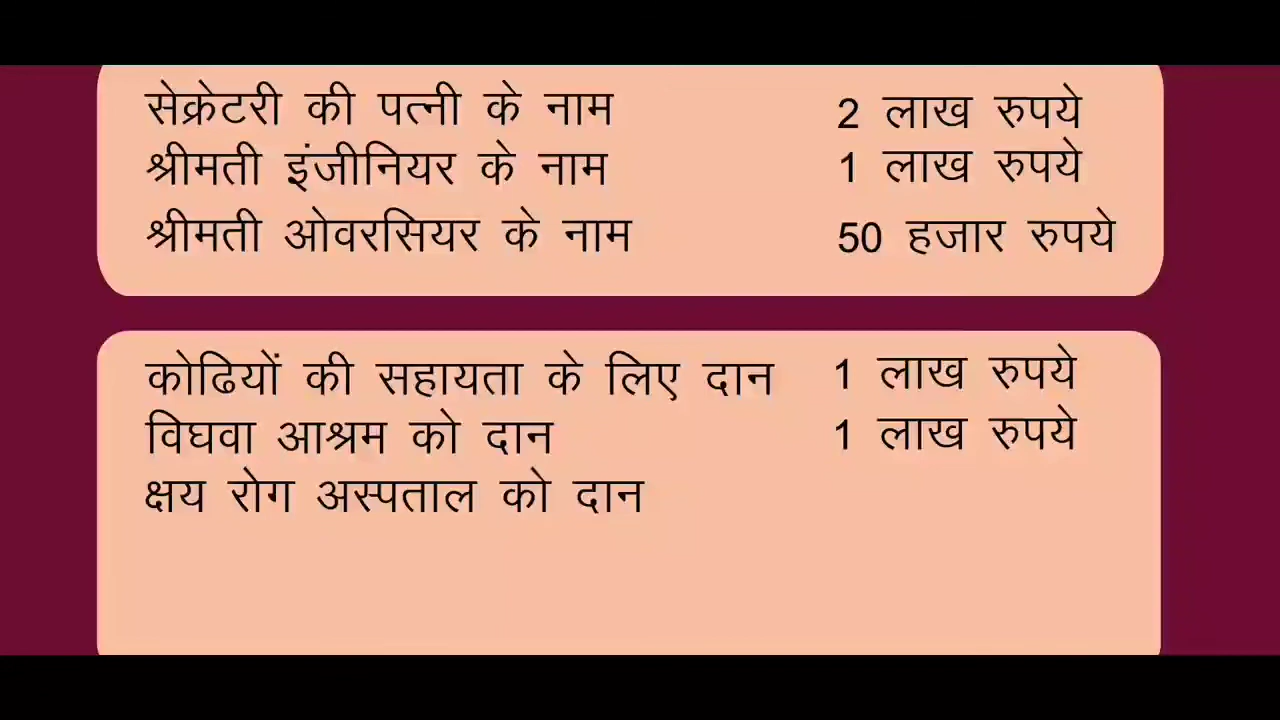 सेक्रेटरी की पत्नी के नाम 2 लाख रुपये
श्रीमती इंजीनियर के नाम 1 लाख रुपये
श्रीमती ओवरसियर के नाम 50 हजार रुपये
कोढियों की सहायता के लिए दान 1 लाख रुपये
विघवा आश्रम को दान 1 लाख रुपये
क्षय रोग अस्पताल को दान